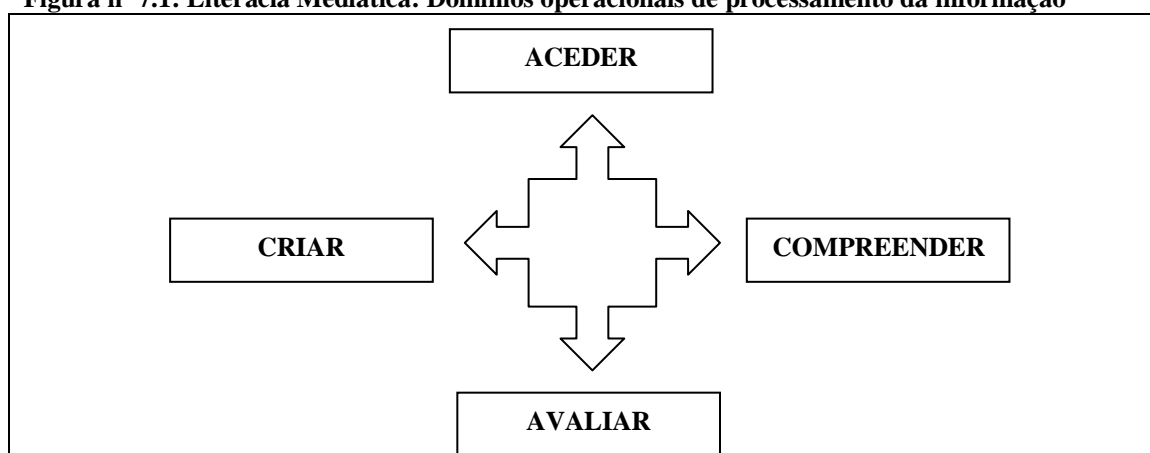 Figura nº 7.1: Literacia Mediática: Domínios operacionais de processamento da informação
ACEDER
CRIAR
COMPREENDER
AVALIAR